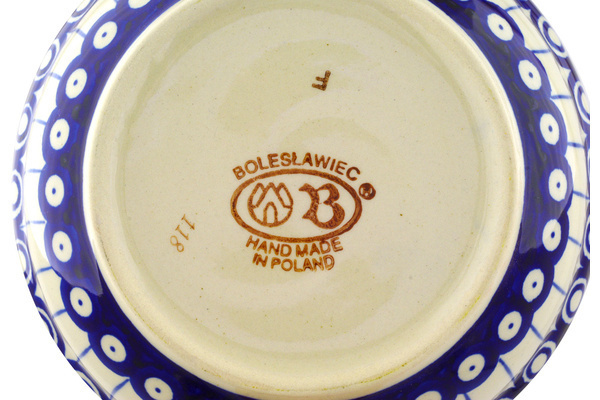 F
BOLESŁAWIEC
B ®
HAND MADE
IN POLAND
118